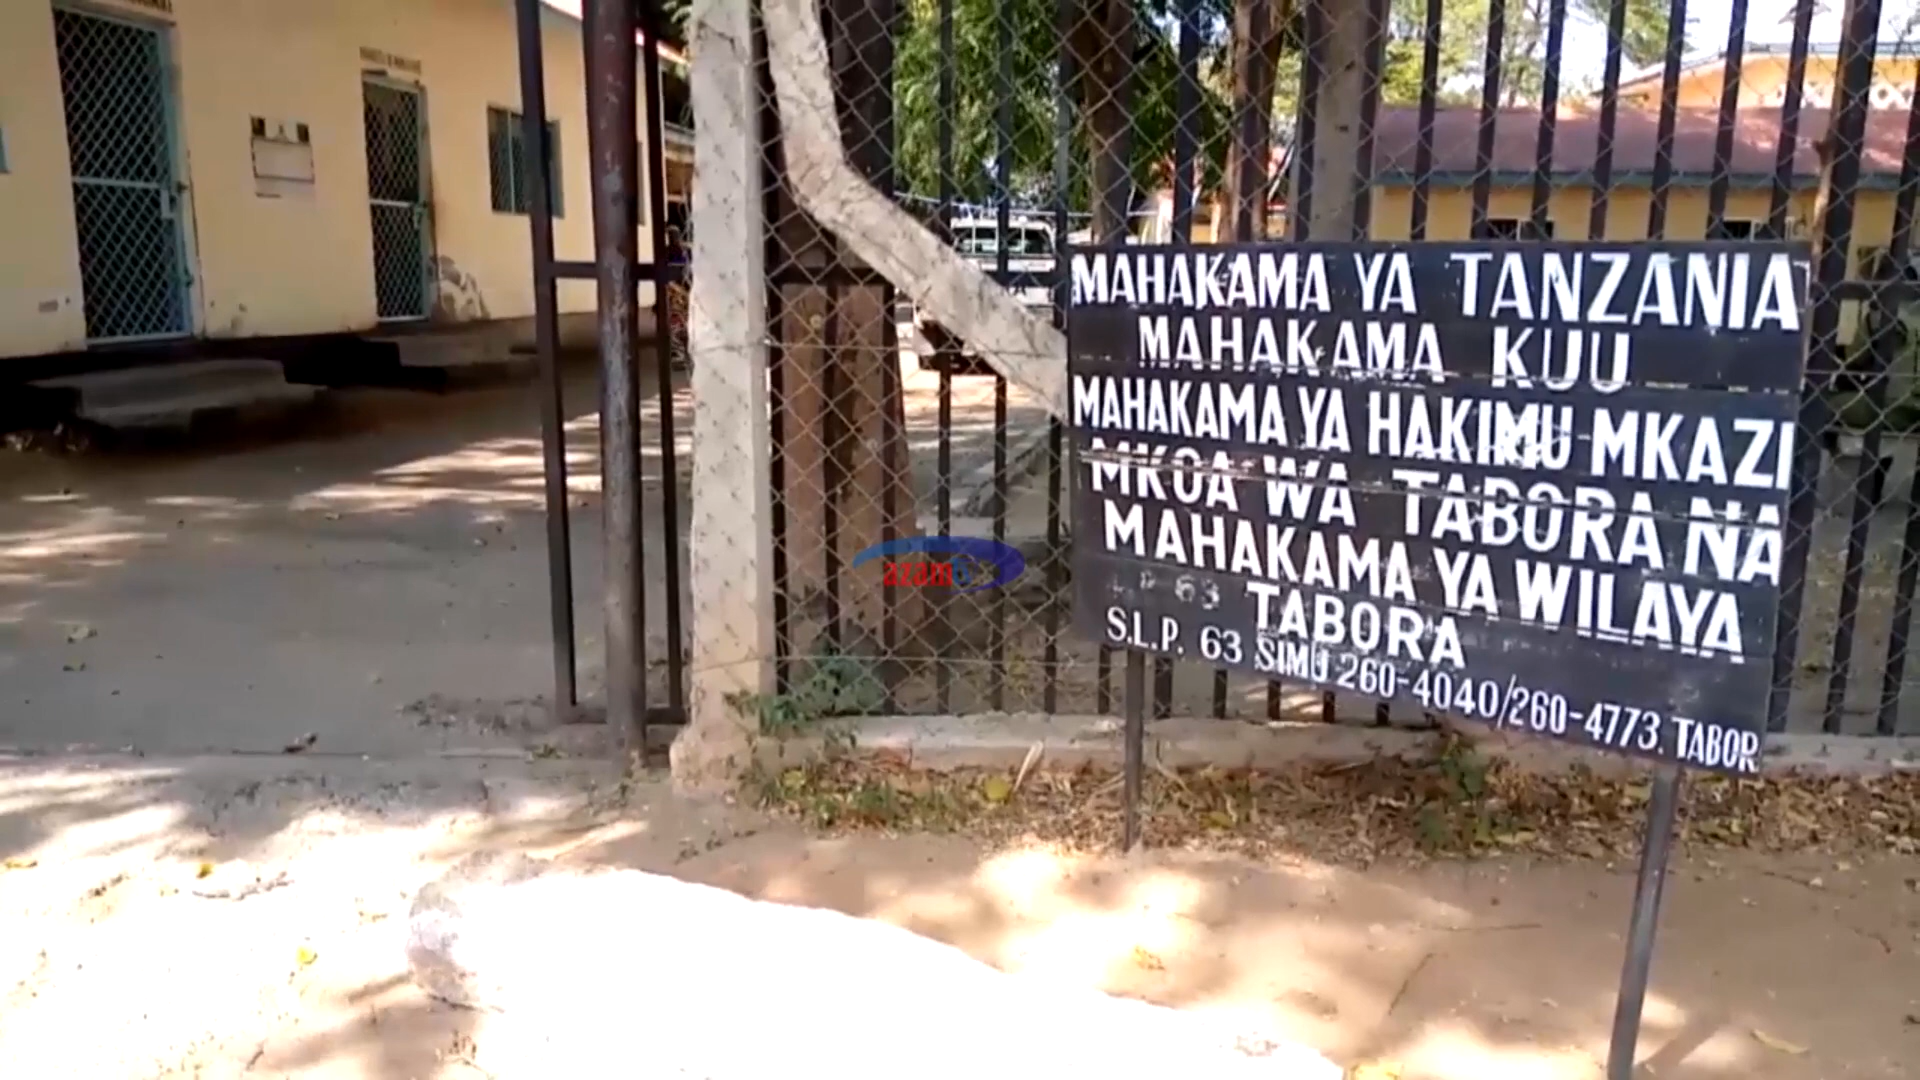 MAHAKAMA YA TANZANIA
MAHAKAMA KUU
MAHAKAMA YA HAKIMU MKAZI
MKOA WA TABORA NA
MAHAKAMA YA WILAYA
TABORA
S.L.P. 63 SIMU 260-4040/260-4773. TABOR
azam